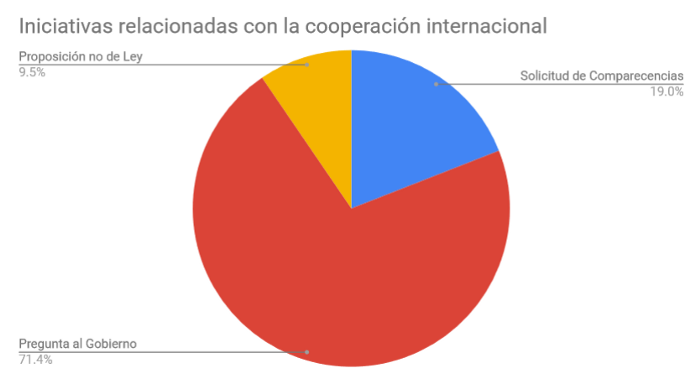 Iniciativas relacionadas con la cooperación internacional
Proposición no de Ley
9.5%
Solicitud de Comparecencias
19.0%
Pregunta al Gobierno
71.4%